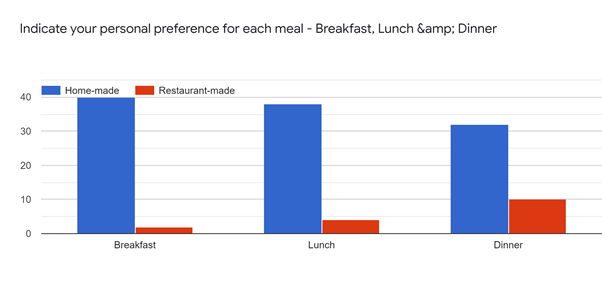 Indicate your personal preference for each meal - Breakfast, Lunch &amp; Dinner
Home-made
Restaurant-made
40
30
20
10
0
Breakfast
Lunch
Dinner